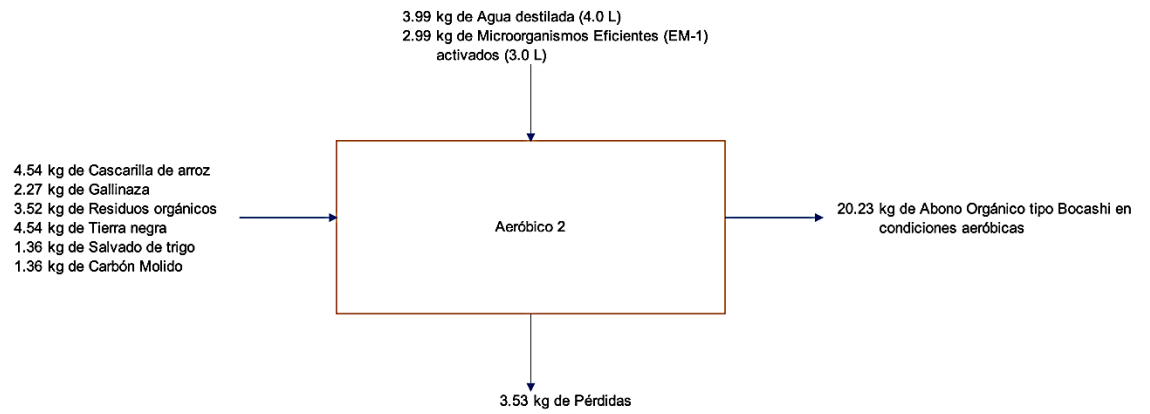 3.99 kg de Agua destilada (4.0 L)
2.99 kg de Microorganismos Eficientes (EM-1)
activados (3.0 L)
4.54 kg de Cascarilla de arroz
2.27 kg de Gallinaza
3.52 kg de Residuos orgánicos
4.54 kg de Tierra negra
1.36 kg de Salvado de trigo
1.36 kg de Carbón Molido
Aeróbico 2
20.23 kg de Abono Orgánico tipo Bocashi en
condiciones aeróbicas
3.53 kg de Pérdidas